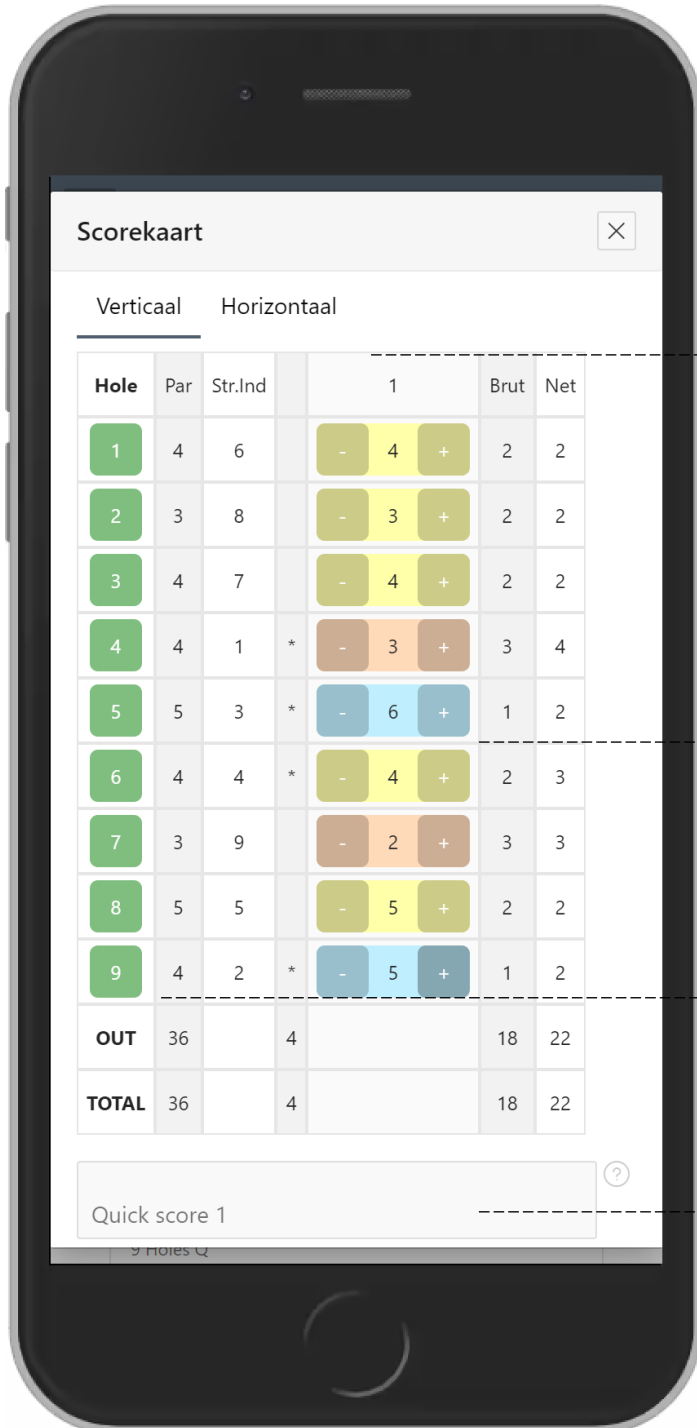 Scorekaart
Verticaal Horizontaal
Hole Par Str.Ind 1 Brut Net
1 4 6 - 4 + 2 2
2 3 8 - 3 + 2 2
3 4 7 - 4 + 2 2
4 4 1 * - 3 + 3 4
5 5 3 * - 6 + 1 2
6 4 4 * - 4 + 2 3
7 3 9 - 2 + 3 3
8 5 5 - 5 + 2 2
9 4 2 * - 5 + 1 2
OUT 36 4 18 22
TOTAL 36 4 18 22
?
Quick score 1
9 Holes Q